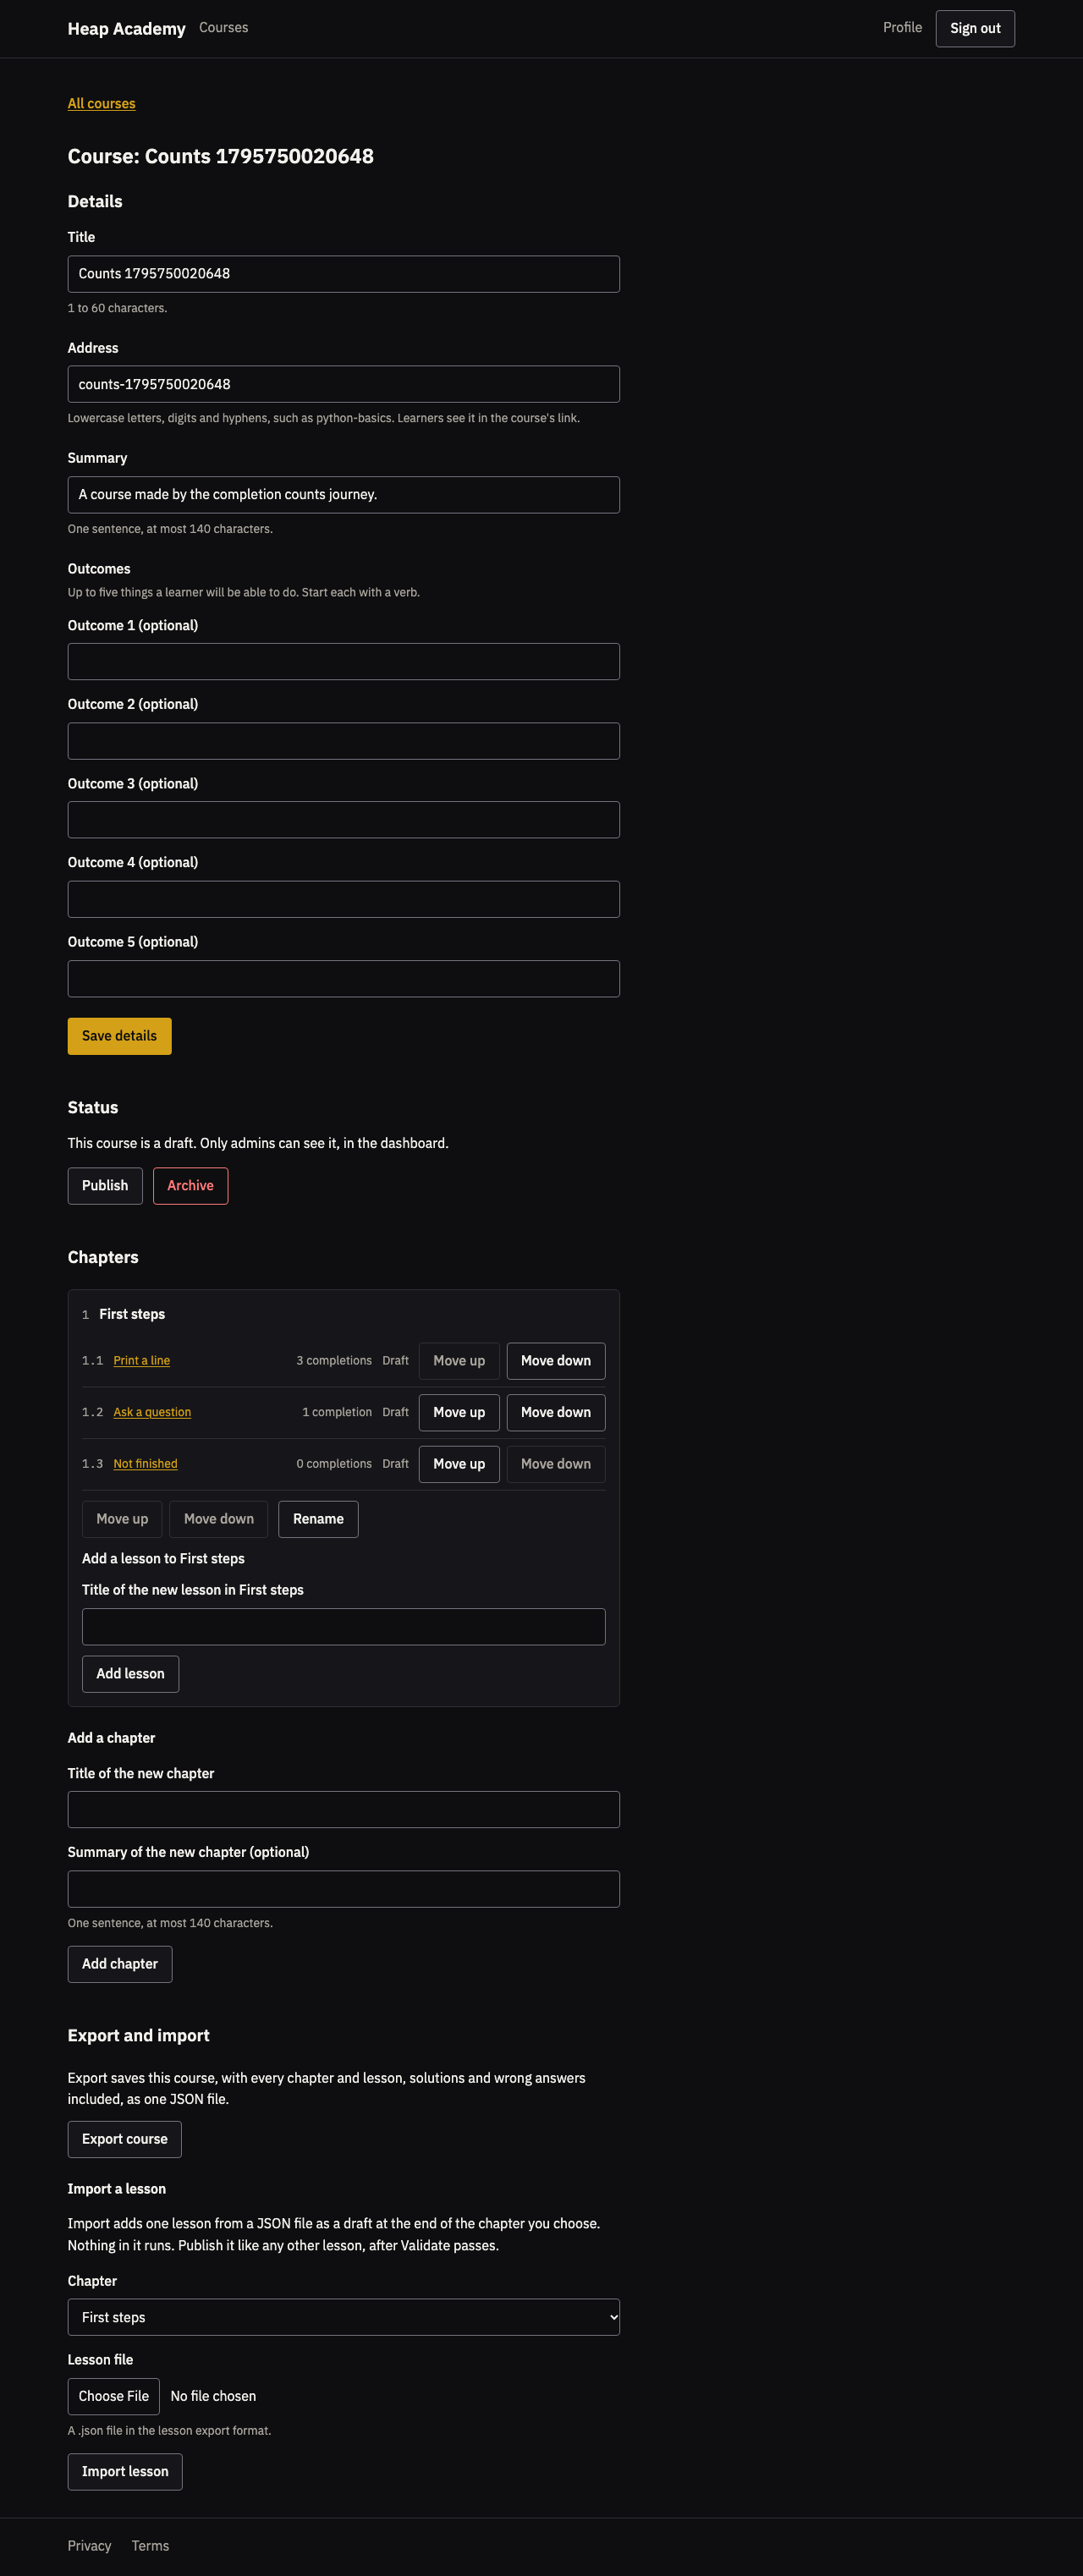 Heap Academy Courses Profile Sign out
All courses
Course: Counts 1795750020648
Details
Title
Counts 1795750020648
1 to 60 characters.
Address
counts-1795750020648
Lowercase letters, digits and hyphens, such as python-basics. Learners see it in the course's link.
Summary
A course made by the completion counts journey.
One sentence, at most 140 characters.
Outcomes
Up to five things a learner will be able to do. Start each with a verb.
Outcome 1 (optional)
Outcome 2 (optional)
Outcome 3 (optional)
Outcome 4 (optional)
Outcome 5 (optional)
Save details
Status
This course is a draft. Only admins can see it, in the dashboard.
Publish Archive
Chapters
1 First steps
1.1 Print a line 3 completions Draft Move up Move down
1.2 Ask a question 1 completion Draft Move up Move down
1.3 Not finished 0 completions Draft Move up Move down
Move up Move down Rename
Add a lesson to First steps
Title of the new lesson in First steps
Add lesson
Add a chapter
Title of the new chapter
Summary of the new chapter (optional)
One sentence, at most 140 characters.
Add chapter
Export and import
Export saves this course, with every chapter and lesson, solutions and wrong answers
included, as one JSON file.
Export course
Import a lesson
Import adds one lesson from a JSON file as a draft at the end of the chapter you choose.
Nothing in it runs. Publish it like any other lesson, after Validate passes.
Chapter
First steps
Lesson file
Choose File No file chosen
A .json file in the lesson export format.
Import lesson
Privacy Terms